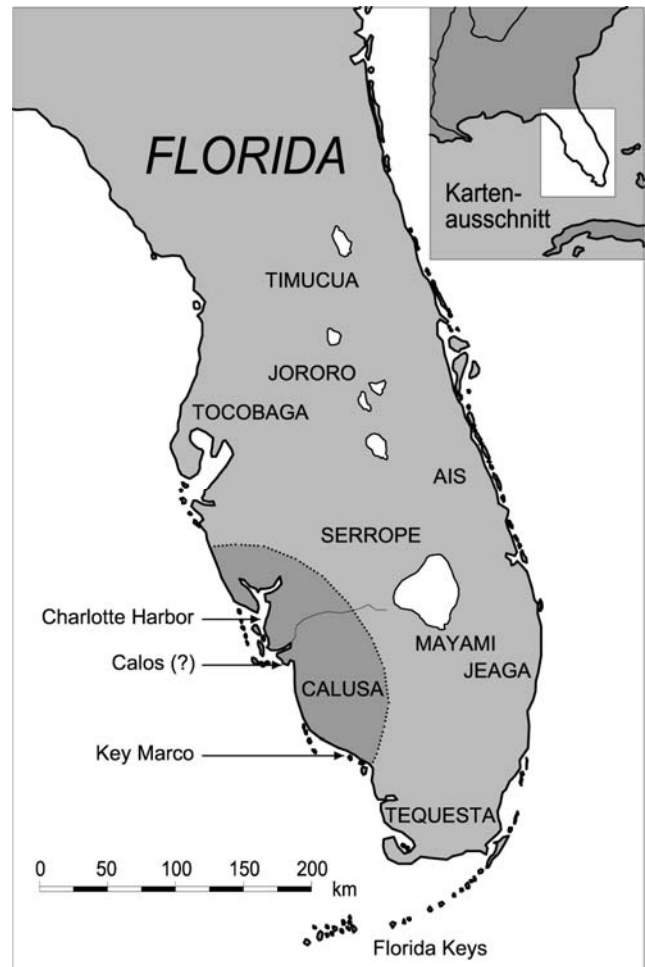 FLORIDA
Karten-
ausschnitt
TIMUCUA
JORORO
TOCOBAGA
AIS
SERROPE
Charlotte Harbor
MAYAMI
Calos (?)
JEAGA
CALUSA
Key Marco
TEQUESTA
0 50 100 150 200
km
Florida Keys